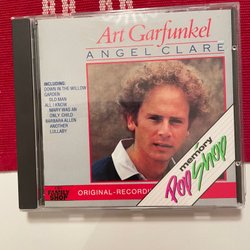 Art Garfunkel
ANGEL CLARE
INCLUDING:
DOWN IN THE WILLOW
GARDEN
OLD MAN
ALL I KNOW
MARY WAS AN
ONLY CHILD
BARBARA ALLEN
ANOTHER
LULLABY
memory
POP SHOP
ORIGINAL-RECORDI